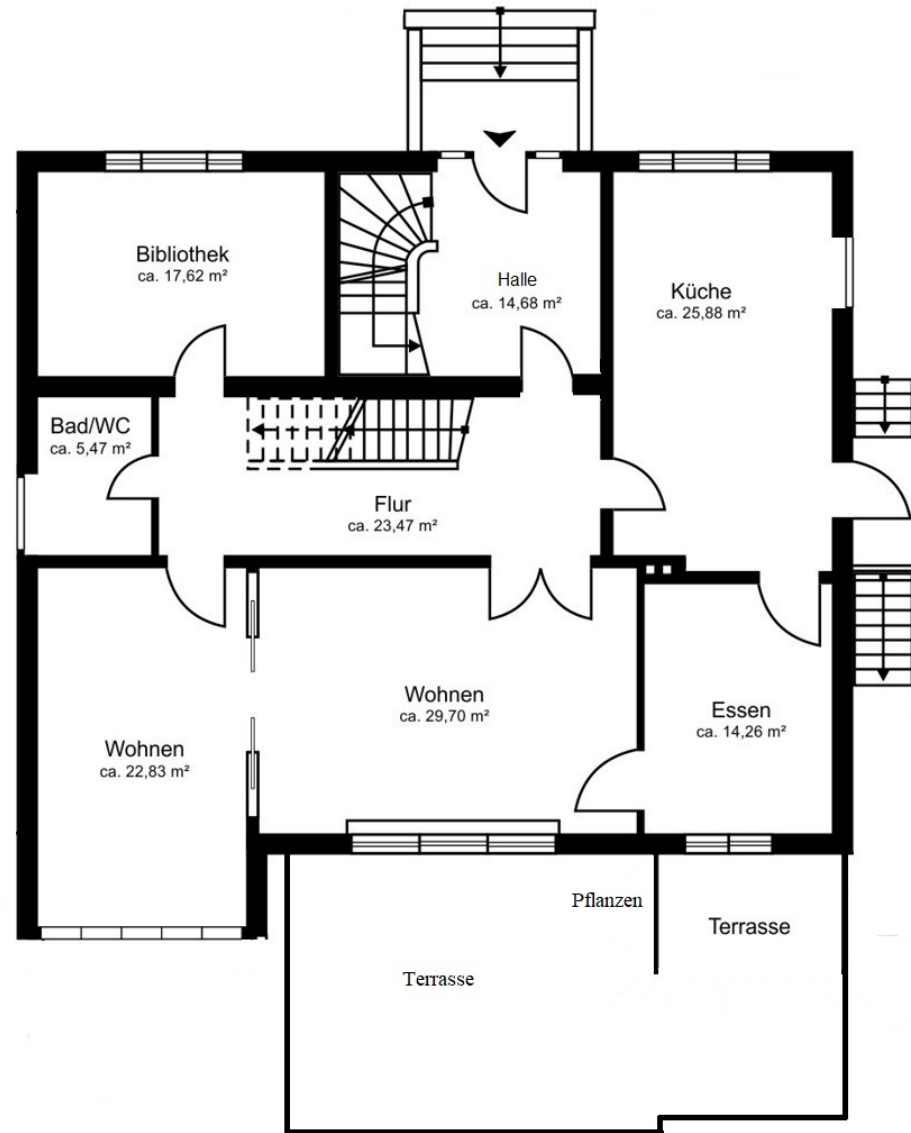 Bibliothek
ca. 17,62 m²
Halle
ca. 14,68 m²
Küche
ca. 25,88 m²
Bad/WC
ca. 5,47 m²
Flur
ca. 23,47 m²
Wohnen
ca. 29,70 m²
Essen
ca. 14,26 m²
Wohnen
ca. 22,83 m²
Pflanzen
Terrasse
Terrasse